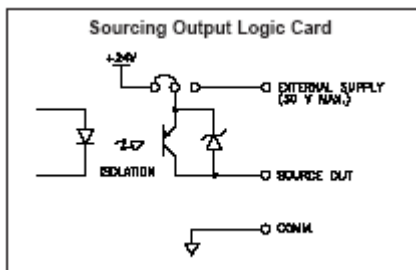 Sourcing Output Logic Card
+24V
EXTERNAL SUPPLY
(30 V MAX.)
ISOLATION
SOURCE OUT
COMM.